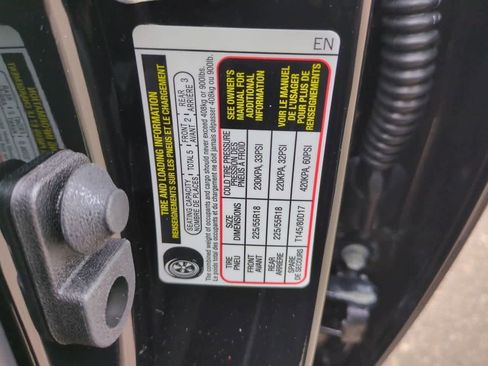 EN
TIRE AND LOADING INFORMATION
RENSEIGNEMENTS SUR LES PNEUS ET LE CHARGEMENT
SEATING CAPACITY TOTAL 5 FRONT 2 REAR 3
NOMBRE DE PLACES AVANT ARRIÈRE
The combined weight of occupants and cargo should never exceed 408kg or 900lbs.
Le poids total des occupants et du chargement ne doit jamais dépasser 408kg ou 900lb.
TIRE SIZE COLD TIRE PRESSURE
PNEU DIMENSIONS PRESSION DES PNEUS À FROID
FRONT 225/55R18 230KPA, 33PSI
AVANT
REAR 225/55R18 220KPA, 32PSI
ARRIÈRE
SPARE T145/80D17 420KPA, 60PSI
DE SECOURS
SEE OWNER'S
MANUAL FOR
ADDITIONAL
INFORMATION
VOIR LE MANUEL
DE L'USAGER
POUR PLUS DE
RENSEIGNEMENTS